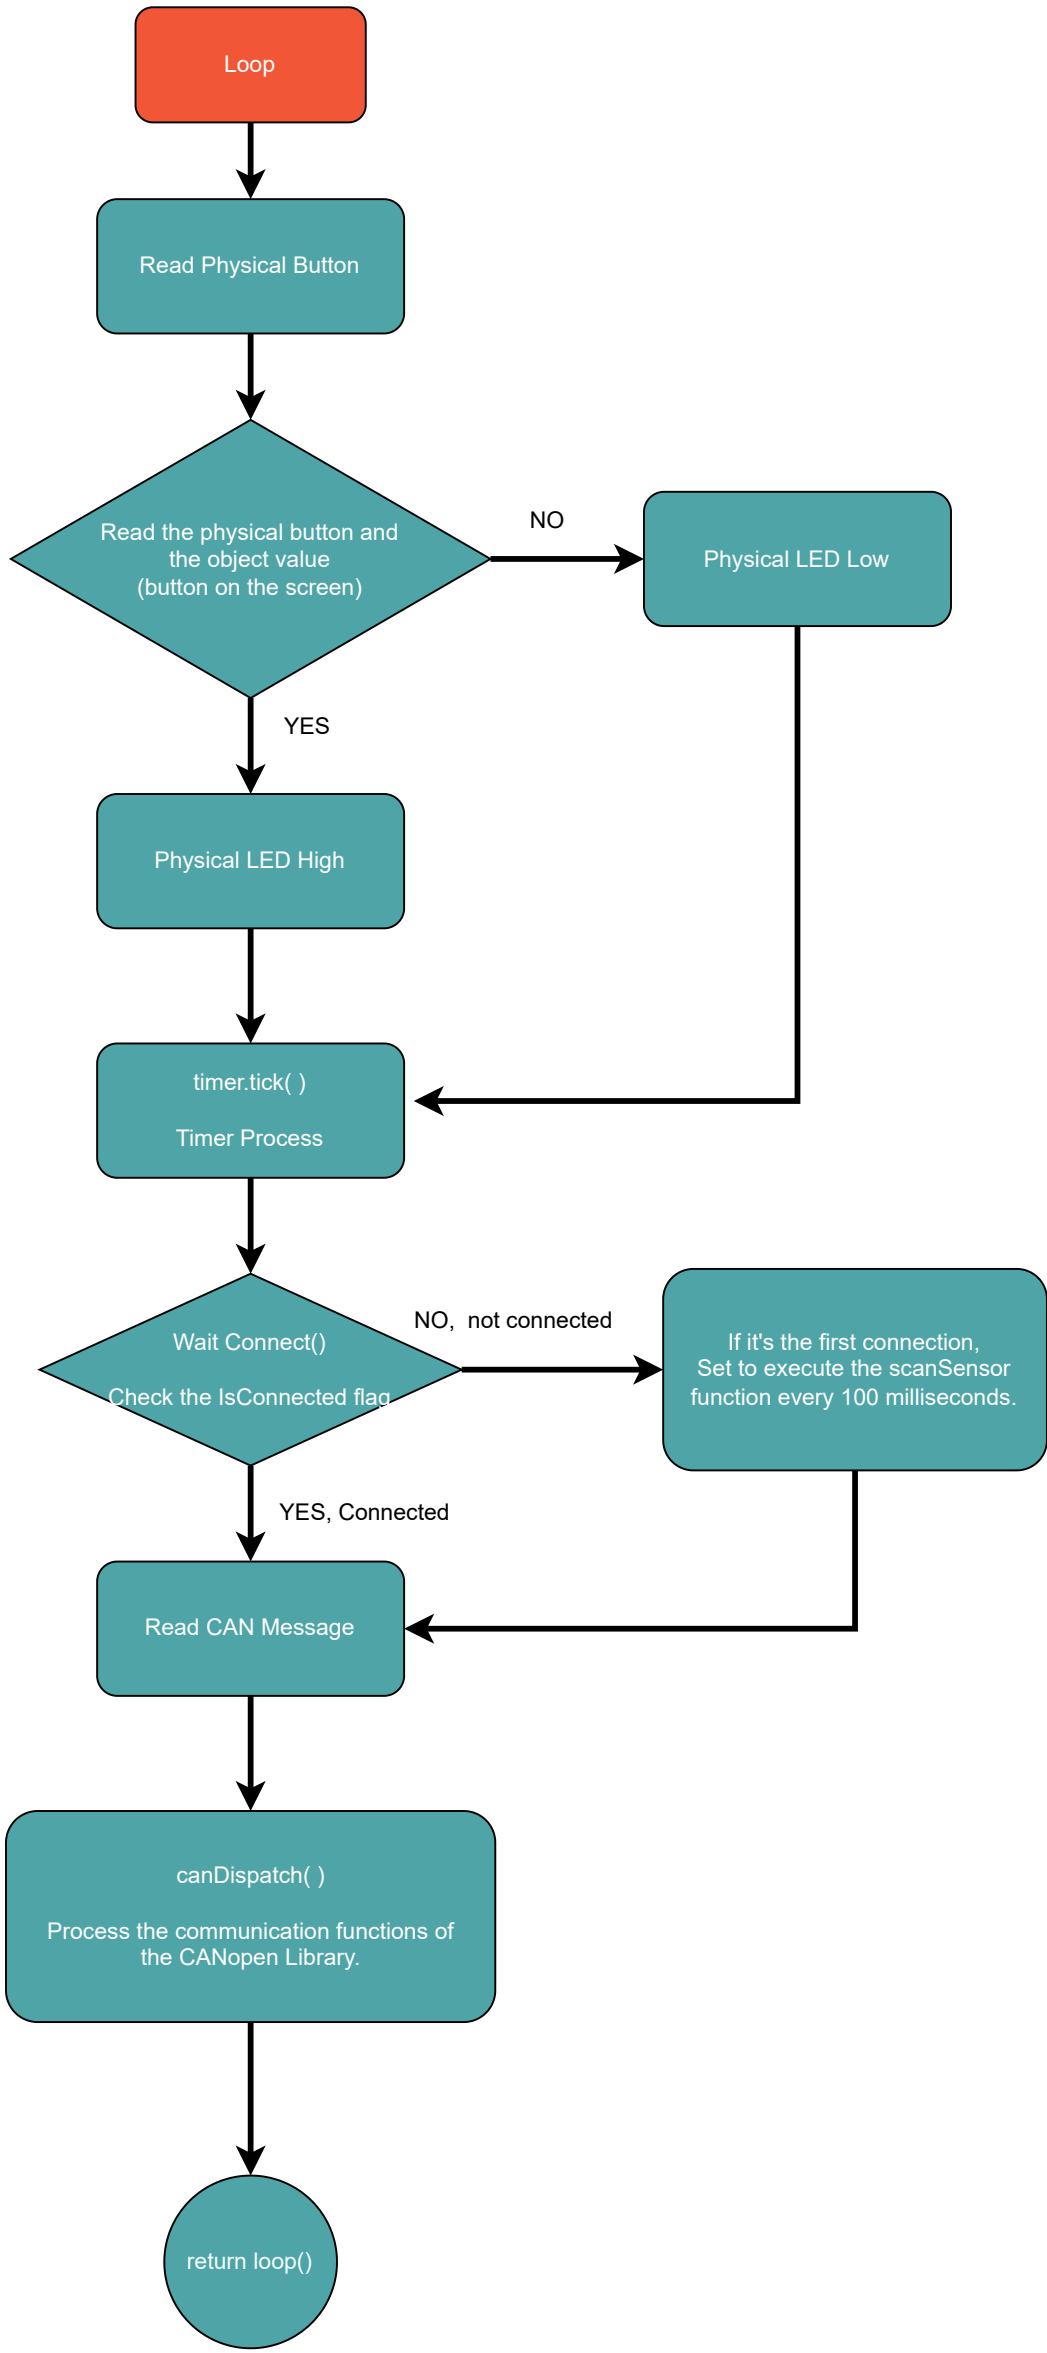 Loop
Read Physical Button
Read the physical button and
the object value
(button on the screen)
NO
Physical LED Low
YES
Physical LED High
timer.tick( )
Timer Process
Wait Connect()
Check the IsConnected flag
NO,  not connected
If it's the first connection,
Set to execute the scanSensor
function every 100 milliseconds.
YES, Connected
Read CAN Message
canDispatch( )
Process the communication functions of
the CANopen Library.
return loop()